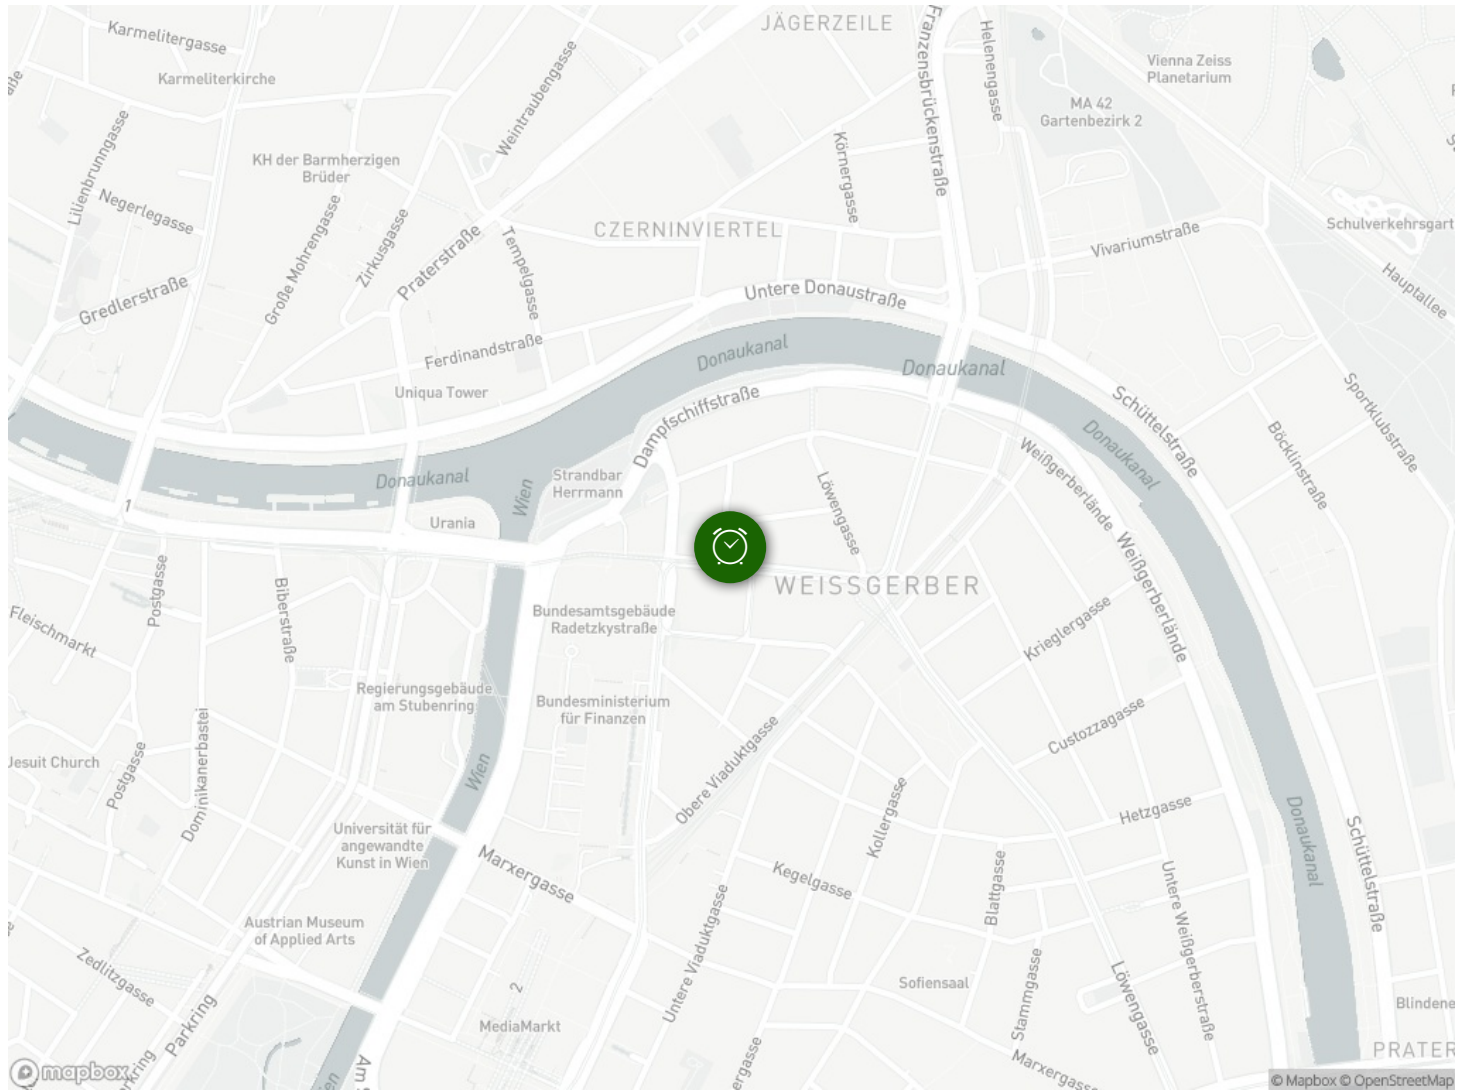 JÄGERZEILE
Karmelitergasse
Karmeliterkirche
Weintraubengasse
Franzensbrückenstraße
Helenengasse
Vienna Zeiss
Planetarium
MA 42
Gartenbezirk 2
KH der Barmherzigen
Brüder
Körnergasse
Lilienbrunngasse
Negerlegasse
Große Mohrengasse
Zirkusgasse
Praterstraße
Tempelgasse
CZERNINVIERTEL
Vivariumstraße
Schulverkehrsgart
Hauptallee
Gredlerstraße
Untere Donaustraße
Ferdinandstraße
Donaukanal
Donaukanal
Uniqua Tower
Dampfschiffstraße
Schüttelstraße
Sportklubstraße
Böcklinstraße
Donaukanal
Donaukanal
Strandbar
Herrmann
Löwengasse
Weißgerberlände
Weißgerberlände
1
Wien
Urania
WEISSGERBER
Postgasse
Biberstraße
Fleischmarkt
Bundesamtsgebäude
Radetzkystraße
Krieglergasse
Regierungsgebäude
am Stubenring
Bundesministerium
für Finanzen
Custozzagasse
Jesuit Church
Postgasse
Dominikanerbastei
Wien
Obere Viaduktgasse
Kollergasse
Hetzgasse
Donaukanal
Schüttelstraße
Universität für
angewandte
Kunst in Wien
Marxergasse
Kegelgasse
Blattgasse
Untere Weißgerberstraße
Austrian Museum
of Applied Arts
Zedlitzgasse
Parkring
Untere Viaduktgasse
2
Sofiensaal
Stammgasse
Löwengasse
Blindene
MediaMarkt
PRATER
Marxergasse
mapbox
© Mapbox © OpenStreetMap